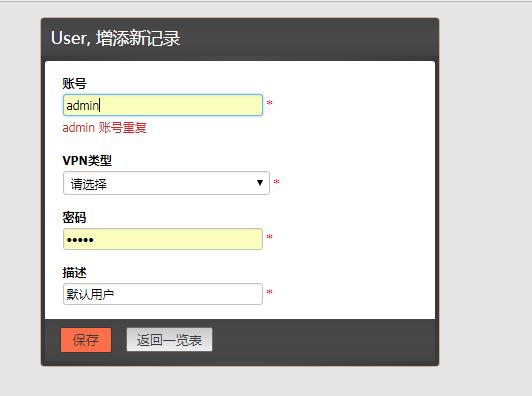 User, 增添新记录
账号
admin *
admin 账号重复
VPN类型
请选择 *
密码
••••• *
描述
默认用户 *
保存 返回一览表